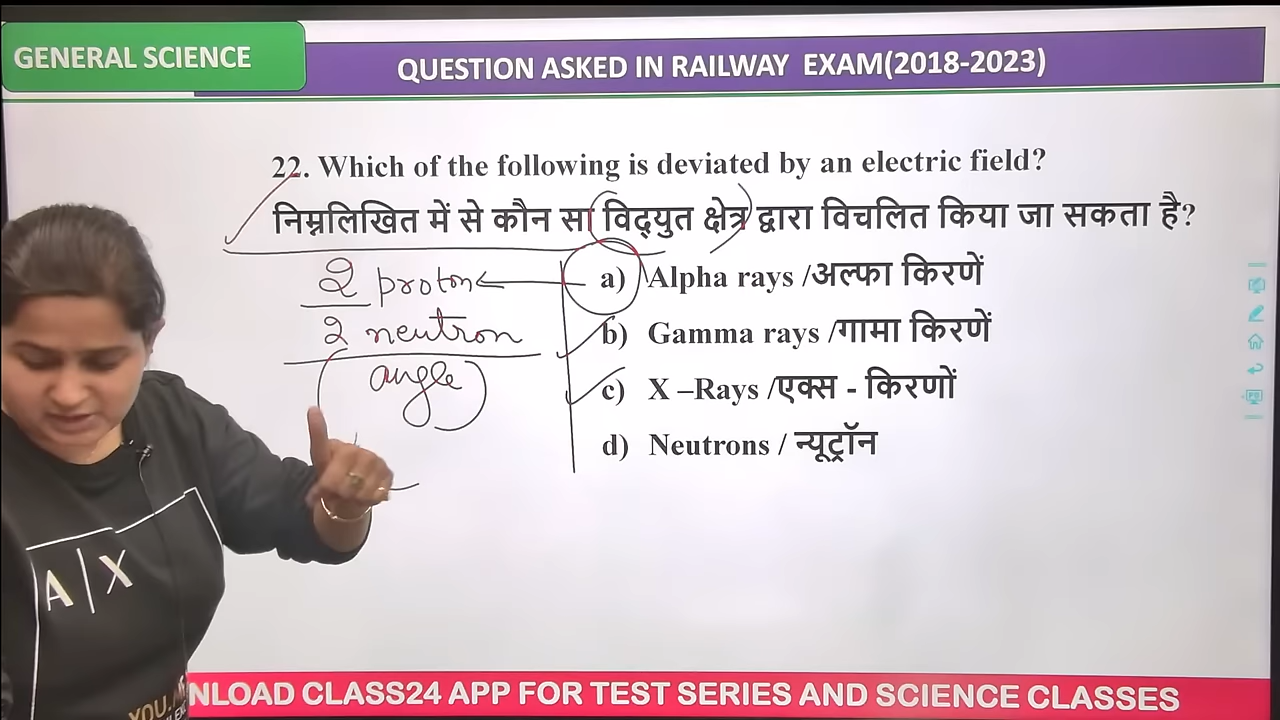 GENERAL SCIENCE
QUESTION ASKED IN RAILWAY EXAM(2018-2023)
22. Which of the following is deviated by an electric field?
निम्नलिखित में से कौन सा विद्युत क्षेत्र द्वारा विचलित किया जा सकता है?
2 proton
a) Alpha rays /अल्फा किरणें
2 neutron
b) Gamma rays /गामा किरणें
(angle)
c) X –Rays /एक्स - किरणों
d) Neutrons / न्यूट्रॉन
A|X
NLOAD CLASS24 APP FOR TEST SERIES AND SCIENCE CLASSES